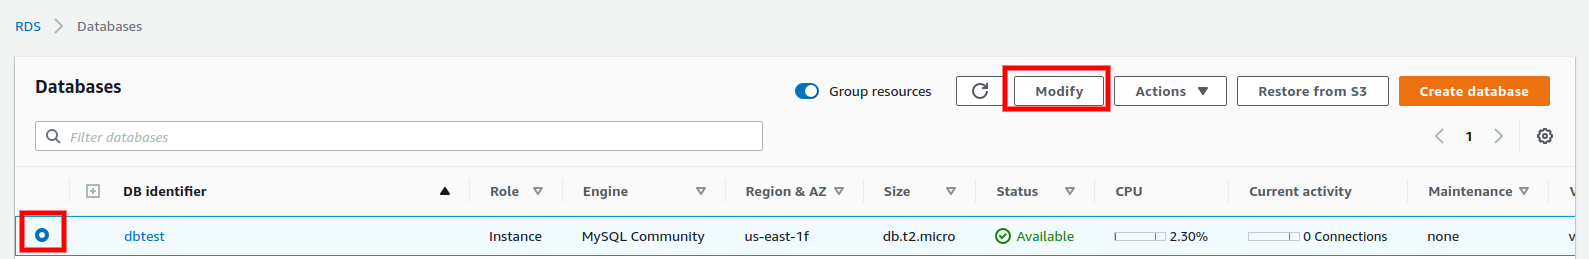 RDS > Databases
Databases
Group resources
Modify
Actions
Restore from S3
Create database
Filter databases
1
DB identifier Role Engine Region & AZ Size Status CPU Current activity Maintenance V
dbtest Instance MySQL Community us-east-1f db.t2.micro Available 2.30% 0 Connections none v